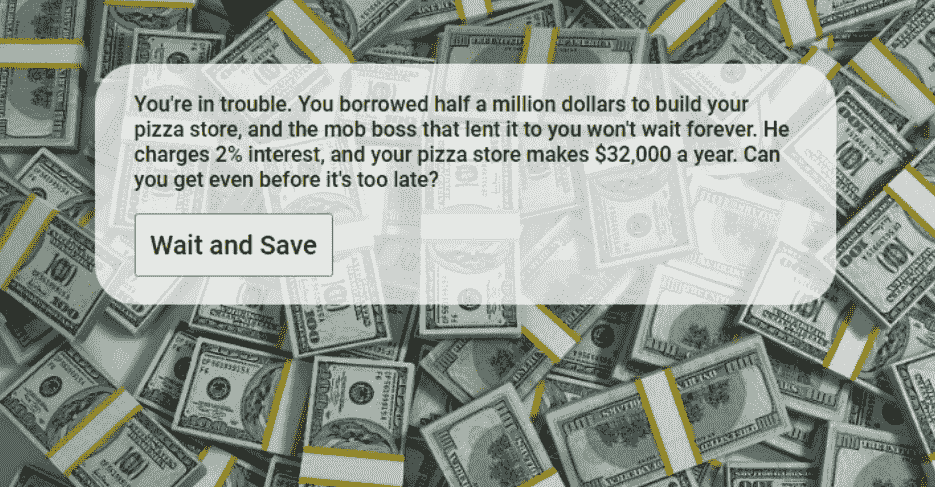 You're in trouble. You borrowed half a million dollars to build your
pizza store, and the mob boss that lent it to you won't wait forever. He
charges 2% interest, and your pizza store makes $32,000 a year. Can
you get even before it's too late?
Wait and Save